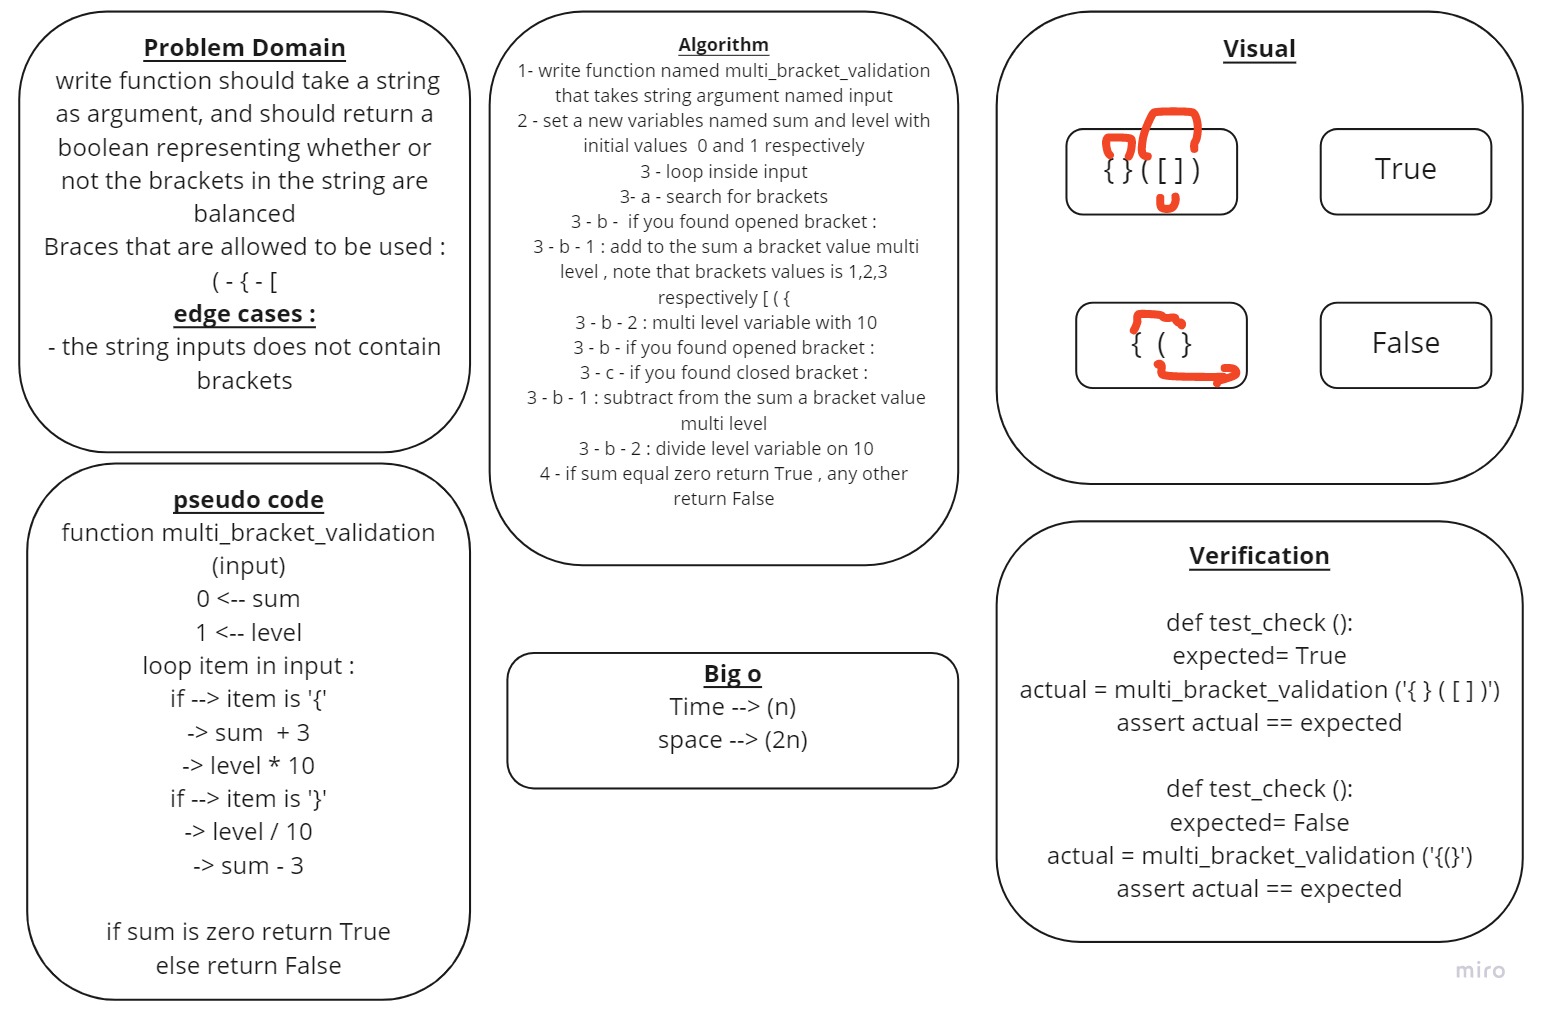 Problem Domain
write function should take a string
as argument, and should return a
boolean representing whether or
not the brackets in the string are
balanced
Braces that are allowed to be used :
( - { - [
edge cases :
- the string inputs does not contain
brackets
pseudo code
function multi_bracket_validation
(input)
0 <-- sum
1 <-- level
loop item in input :
if --> item is '{'
-> sum + 3
-> level * 10
if --> item is '}'
-> level / 10
-> sum - 3
if sum is zero return True
else return False
Algorithm
1- write function named multi_bracket_validation
that takes string argument named input
2 - set a new variables named sum and level with
initial values 0 and 1 respectively
3 - loop inside input
3- a - search for brackets
3 - b - if you found opened bracket :
3 - b - 1 : add to the sum a bracket value multi
level , note that brackets values is 1,2,3
respectively [ ( {
3 - b - 2 : multi level variable with 10
3 - b - if you found opened bracket :
3 - c - if you found closed bracket :
3 - b - 1 : subtract from the sum a bracket value
multi level
3 - b - 2 : divide level variable on 10
4 - if sum equal zero return True , any other
return False
Big o
Time --> (n)
space --> (2n)
Visual
{ } ( [ ] )
True
{ ( }
False
Verification
def test_check ():
expected= True
actual = multi_bracket_validation ('{ } ( [ ] )')
assert actual == expected
def test_check ():
expected= False
actual = multi_bracket_validation ('{(}')
assert actual == expected
miro